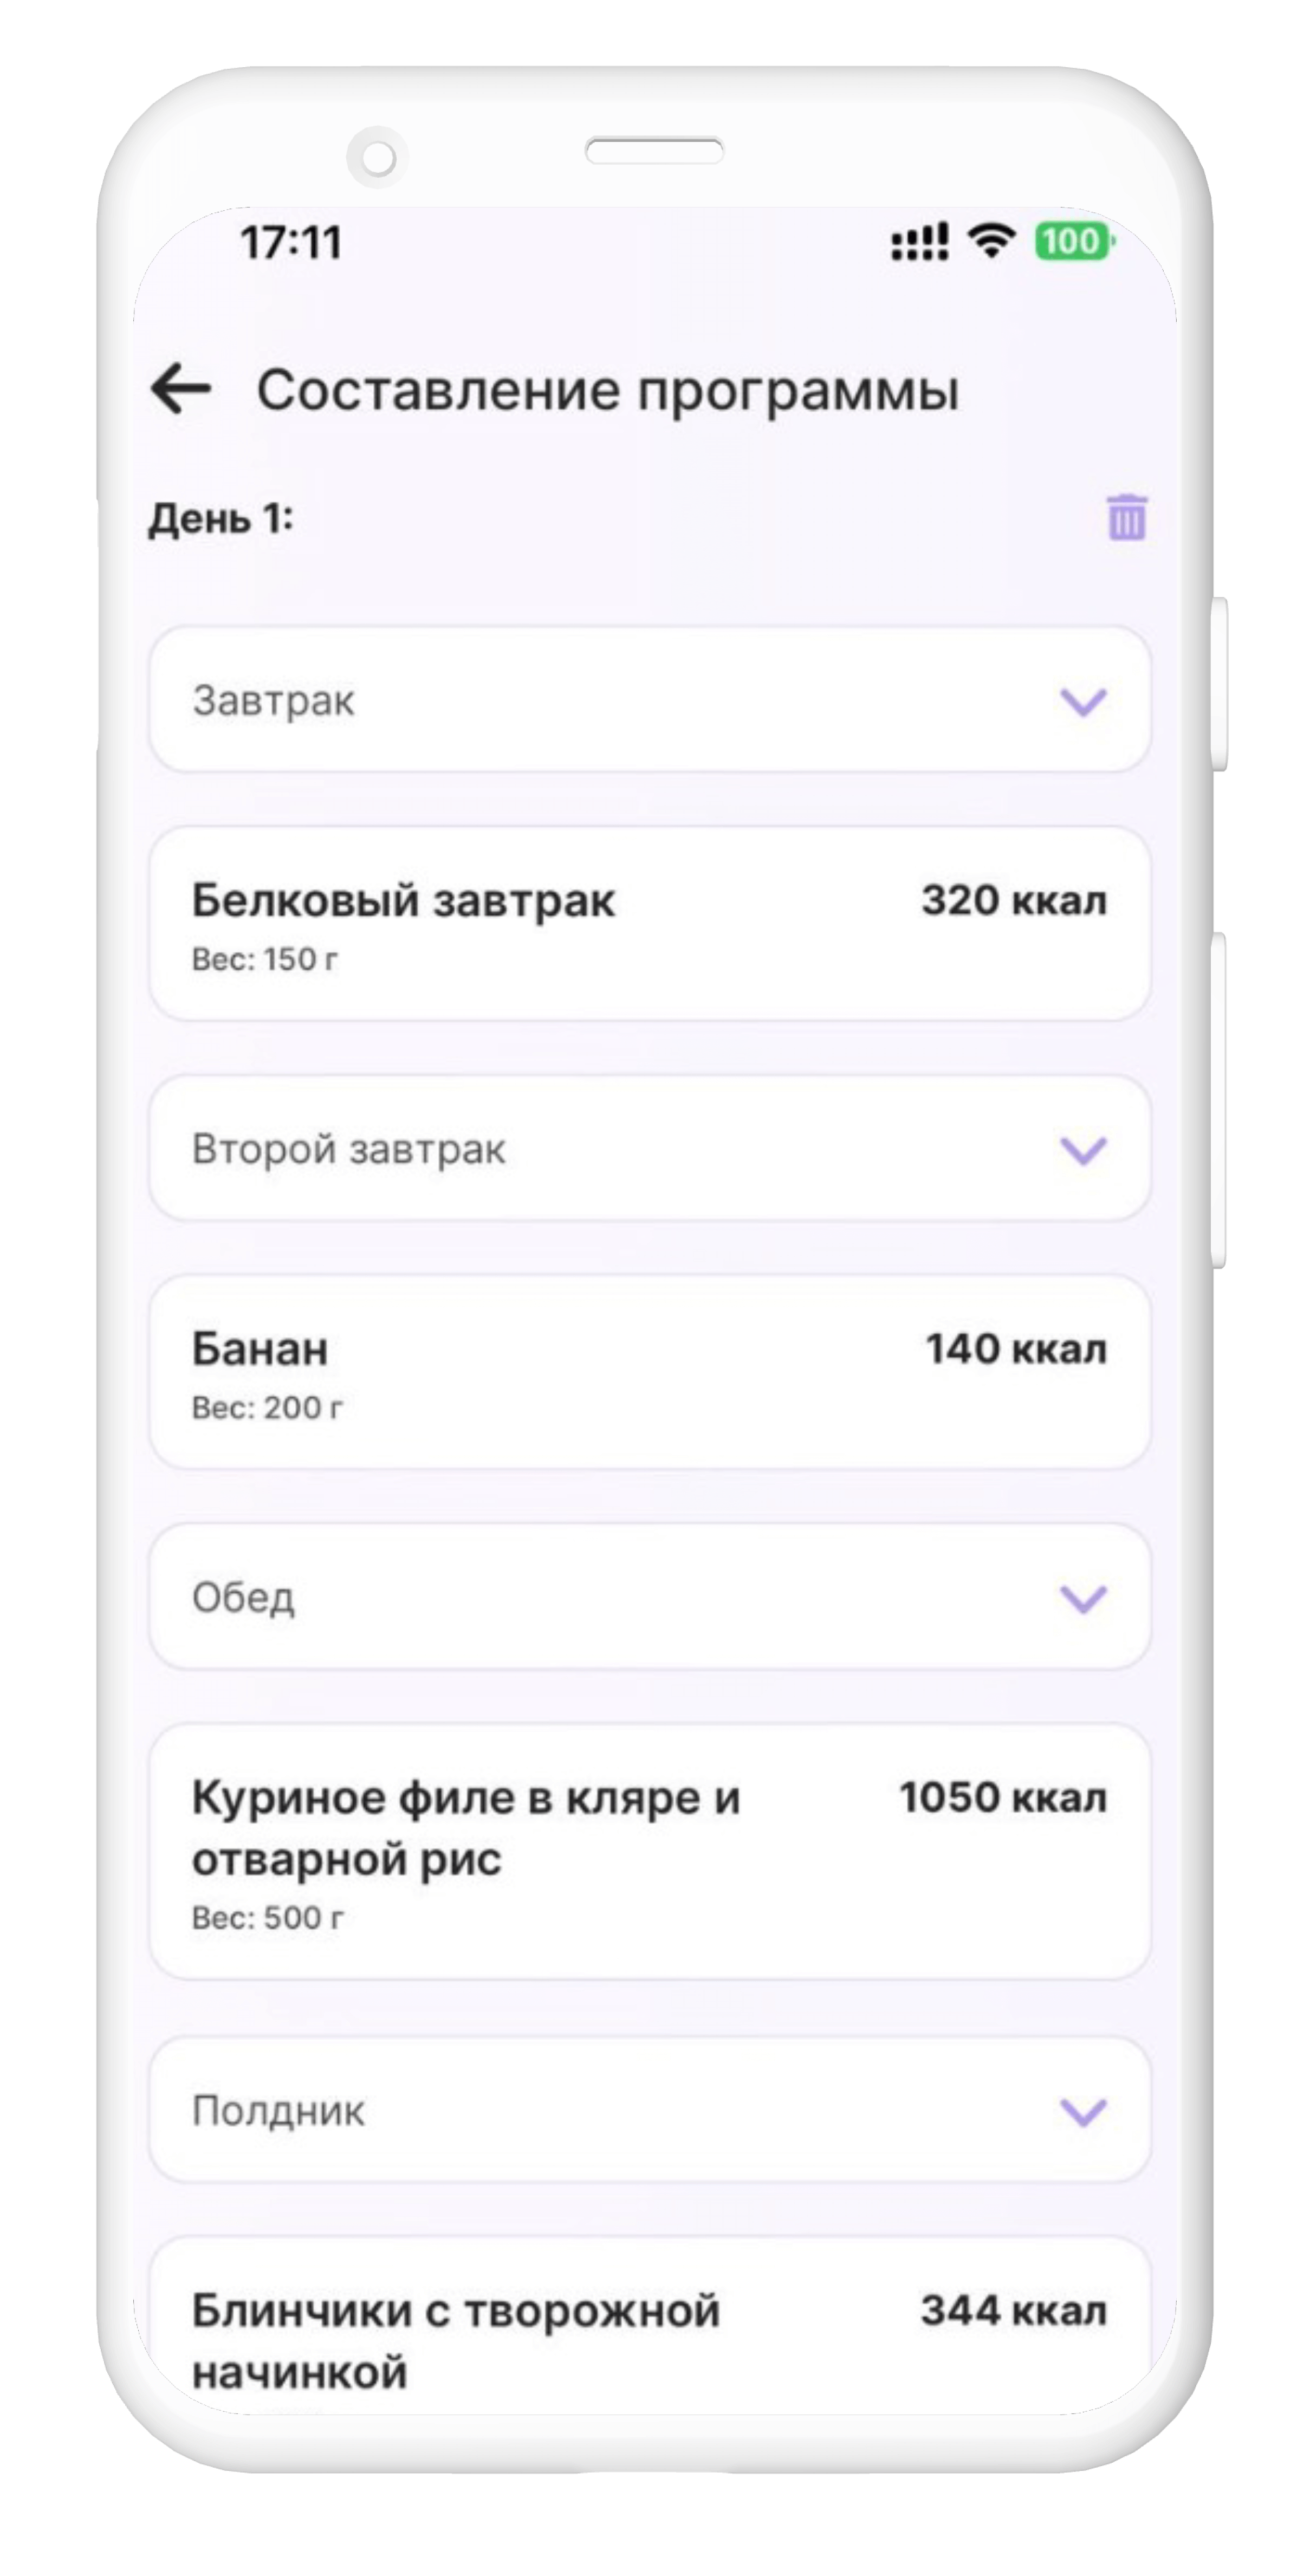 17:11
100
Составление программы
День 1:
Завтрак
Белковый завтрак 320 ккал
Вес: 150 г
Второй завтрак
Банан 140 ккал
Вес: 200 г
Обед
Куриное филе в кляре и 1050 ккал
отварной рис
Вес: 500 г
Полдник
Блинчики с творожной 344 ккал
начинкой